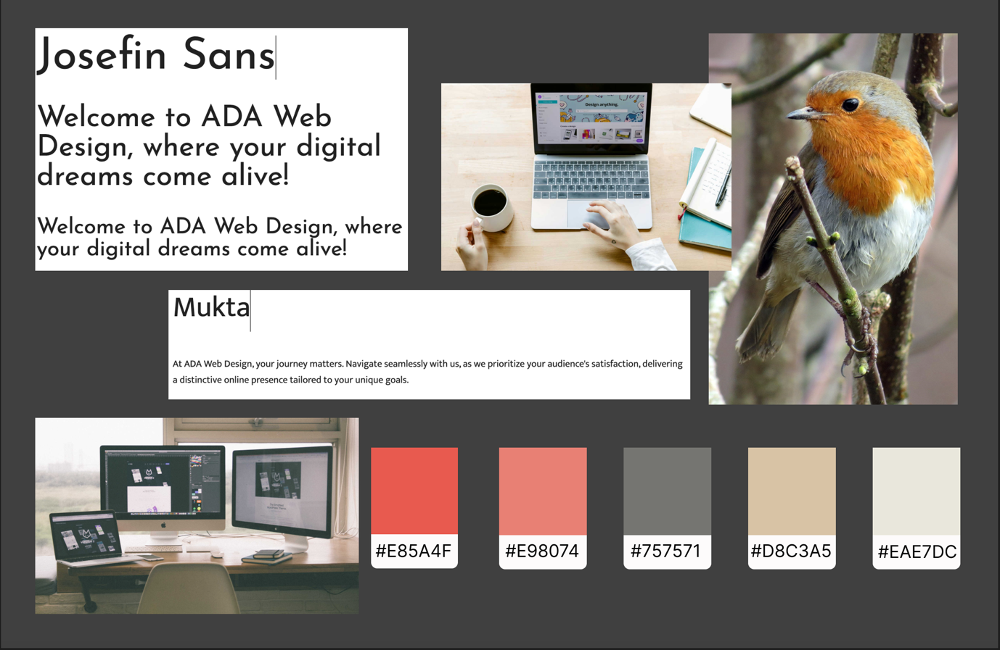 Josefin Sans
Welcome to ADA Web
Design, where your digital
dreams come alive!
Welcome to ADA Web Design, where
your digital dreams come alive!
Design anything.
Mukta
At ADA Web Design, your journey matters. Navigate seamlessly with us, as we prioritize your audience's satisfaction, delivering
a distinctive online presence tailored to your unique goals.
#E85A4F
#E98074
#757571
#D8C3A5
#EAE7DC